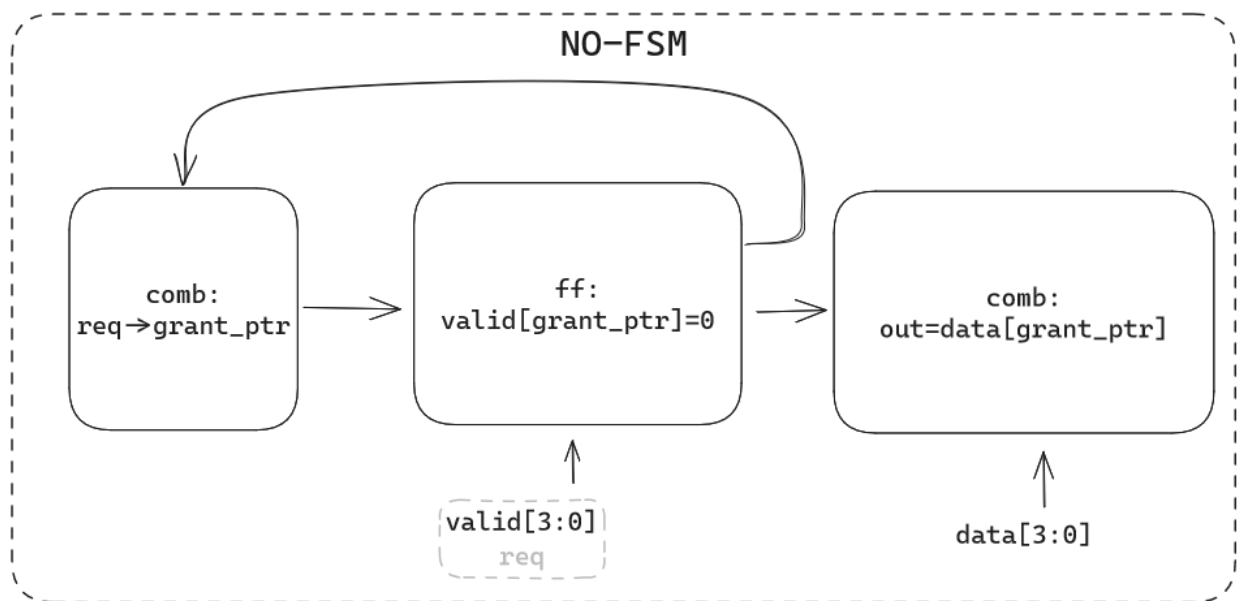 NO-FSM
comb:
req→grant_ptr
ff:
valid[grant_ptr]=0
comb:
out=data[grant_ptr]
valid[3:0]
req
data[3:0]